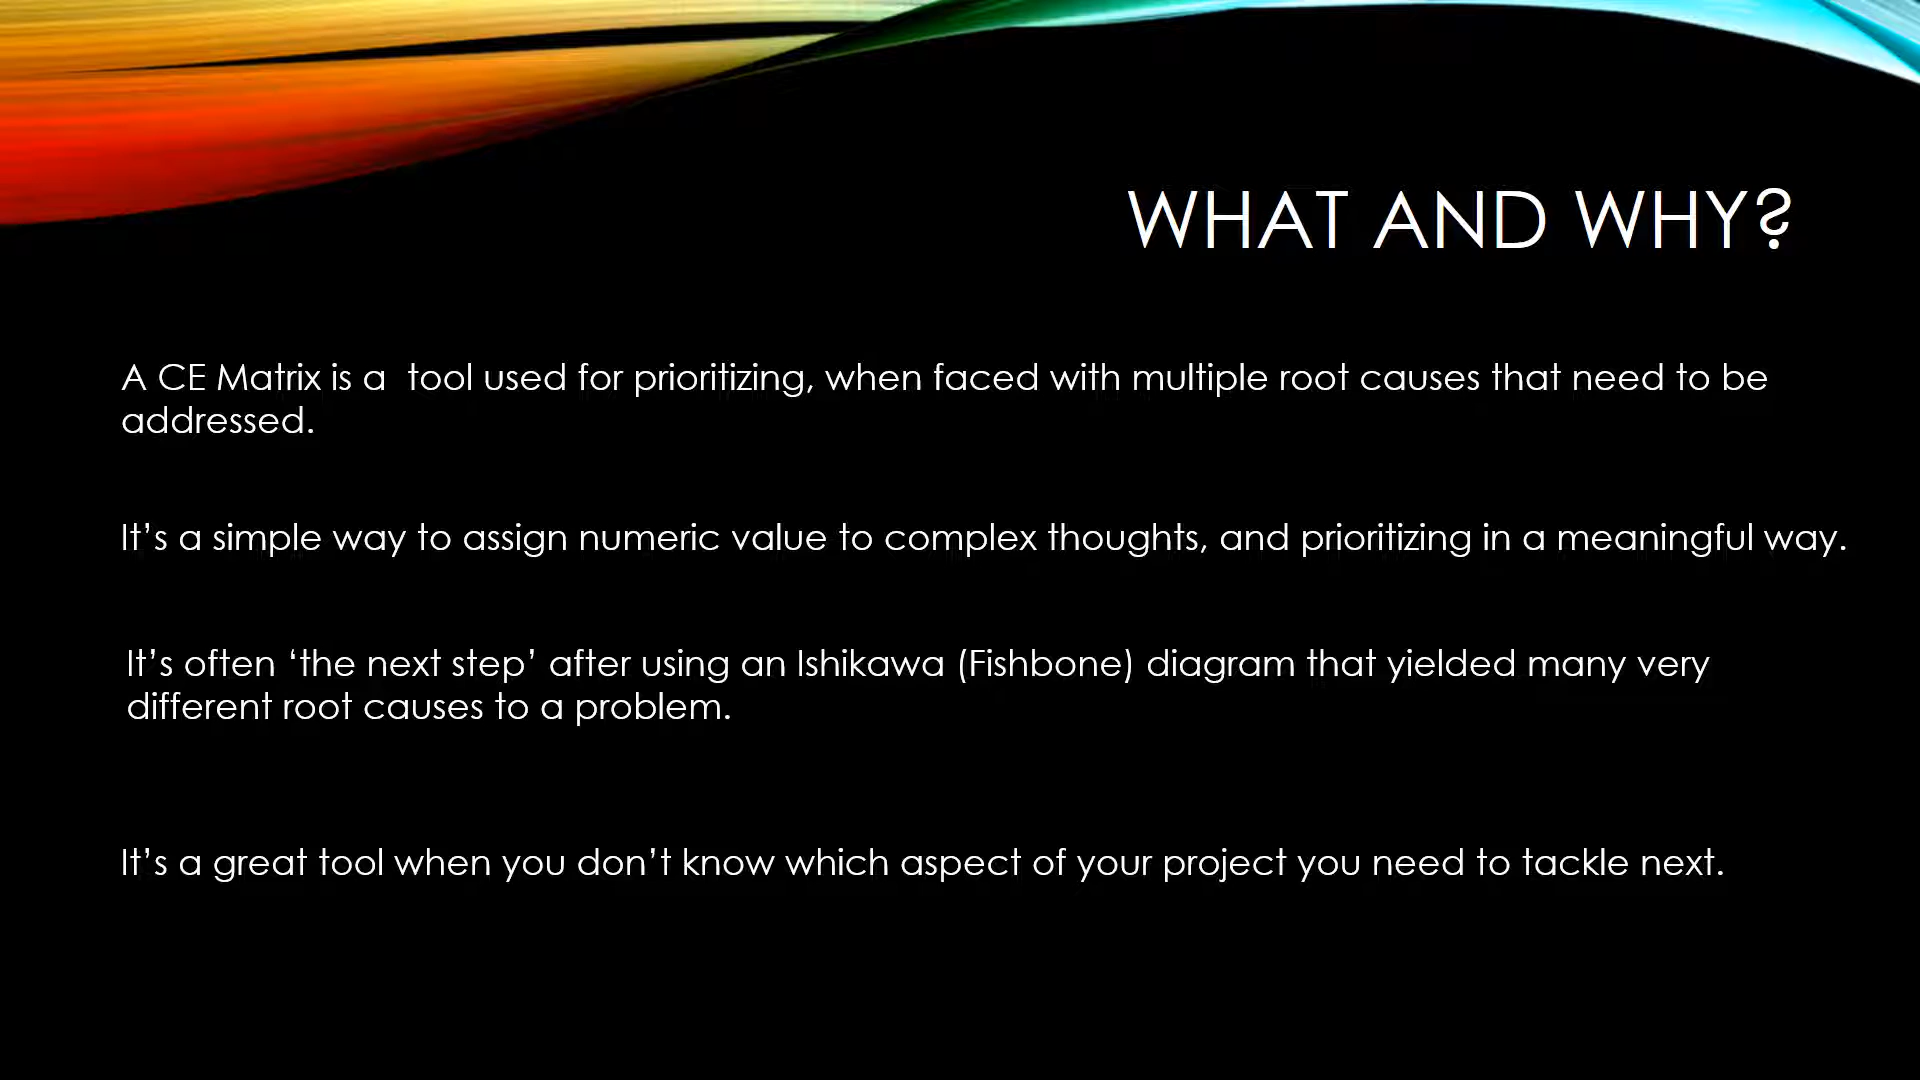 WHAT AND WHY?
A CE Matrix is a  tool used for prioritizing, when faced with multiple root causes that need to be
addressed.
It’s a simple way to assign numeric value to complex thoughts, and prioritizing in a meaningful way.
It’s often ‘the next step’ after using an Ishikawa (Fishbone) diagram that yielded many very
different root causes to a problem.
It’s a great tool when you don’t know which aspect of your project you need to tackle next.